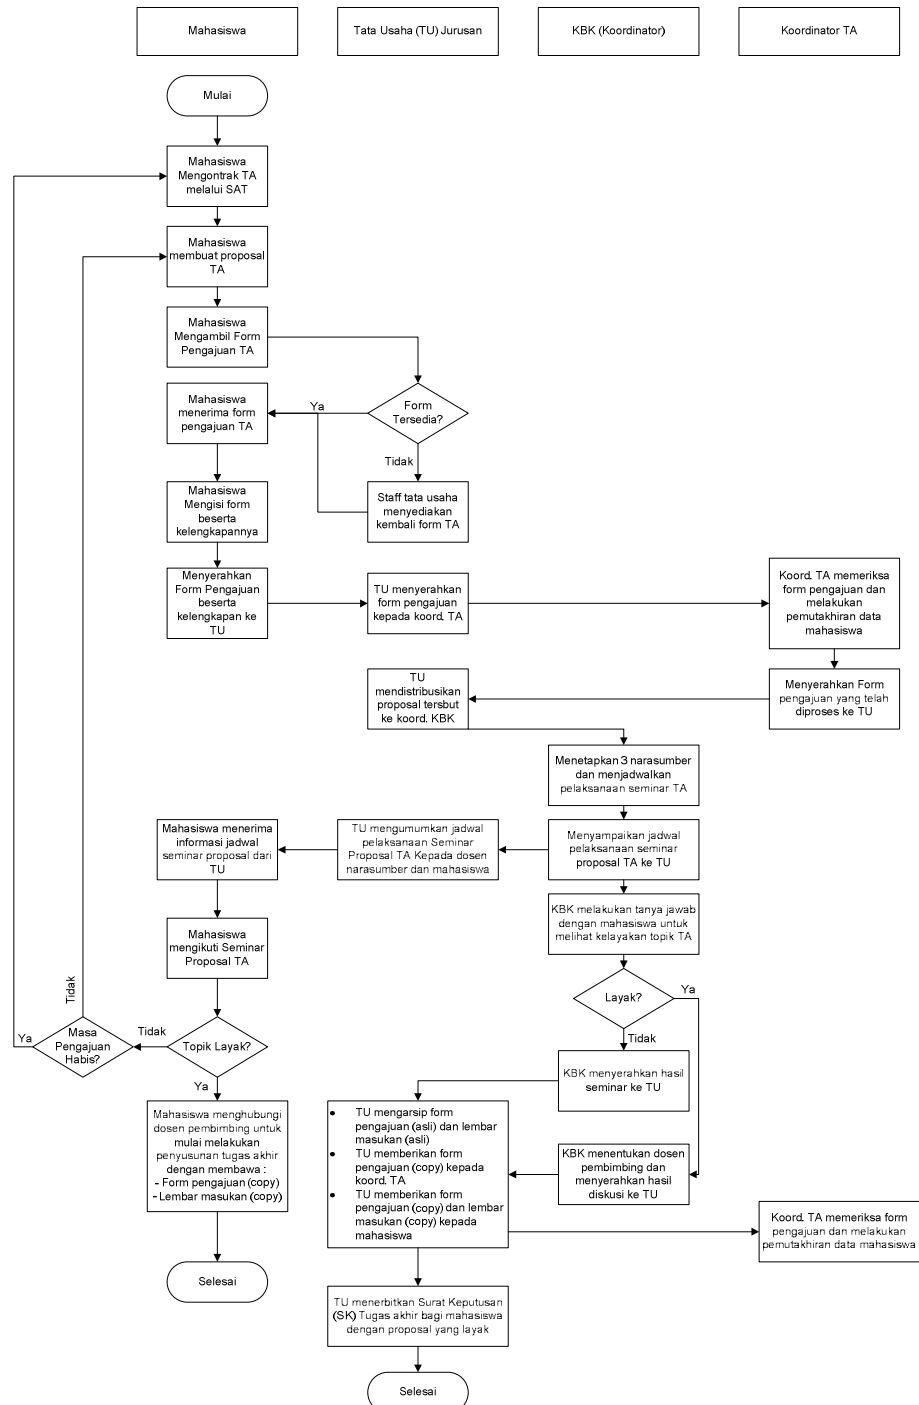 Mahasiswa
Tata Usaha (TU) Jurusan
KBK (Koordinator)
Koordinator TA
Mulai
Mahasiswa
Mengontrak TA
melalui SAT
Mahasiswa
membuat proposal
TA
Mahasiswa
Mengambil Form
Pengajuan TA
Form
Tersedia?
Ya
Tidak
Mahasiswa
menerima form
pengajuan TA
Staff tata usaha
menyediakan
kembali form TA
Mahasiswa
Mengisi form
beserta
kelengkapannya
Menyerahkan
Form Pengajuan
beserta
kelengkapan ke
TU
TU menyerahkan
form pengajuan
kepada koord. TA
Koord. TA memeriksa
form pengajuan dan
melakukan
pemutakhiran data
mahasiswa
Menyerahkan Form
pengajuan yang telah
diproses ke TU
TU
mendistribusikan
proposal tersbut
ke koord. KBK
Menetapkan 3 narasumber
dan menjadwalkan
pelaksanaan seminar TA
Menyampaikan jadwal
pelaksanaan seminar
proposal TA ke TU
TU mengumumkan jadwal
pelaksanaan Seminar
Proposal TA Kepada dosen
narasumber dan mahasiswa
Mahasiswa menerima
informasi jadwal
seminar proposal dari
TU
KBK melakukan tanya jawab
dengan mahasiswa untuk
melihat kelayakan topik TA
Mahasiswa
mengikuti Seminar
Proposal TA
Layak?
Ya
Tidak
Topik Layak?
Tidak
Ya
Masa
Pengajuan
Habis?
Ya
Tidak
KBK menyerahkan hasil
seminar ke TU
KBK menentukan dosen
pembimbing dan
menyerahkan hasil
diskusi ke TU
Mahasiswa menghubungi
dosen pembimbing untuk
mulai melakukan
penyusunan tugas akhir
dengan membawa :
- Form pengajuan (copy)
- Lembar masukan (copy)
• TU mengarsip form
pengajuan (asli) dan lembar
masukan (asli)
• TU memberikan form
pengajuan (copy) kepada
koord. TA
• TU memberikan form
pengajuan (copy) dan lembar
masukan (copy) kepada
mahasiswa
Koord. TA memeriksa form
pengajuan dan melakukan
pemutakhiran data mahasiswa
Selesai
TU menerbitkan Surat Keputusan
(SK) Tugas akhir bagi mahasiswa
dengan proposal yang layak
Selesai